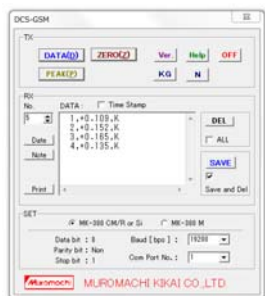 DCS-GSM
TX
DATA(D) ZERO(Z) Ver. Help OFF
PEAK(P) KG N
RX
No. DATA: Time Stamp
5
1,+0.109,K
2,+0.152,K
3,+0.165,K
4,+0.135,K
DEL
ALL
Date
Note
SAVE
Print
Save and Del
SET
MK-380 CM/R or Si MK-380 M
Data bit : 8 Baud [bps] : 19200
Parity bit : Non
Stop bit : 1 Com Port No. : 1
Muromachi MUROMACHI KIKAI CO.,LTD